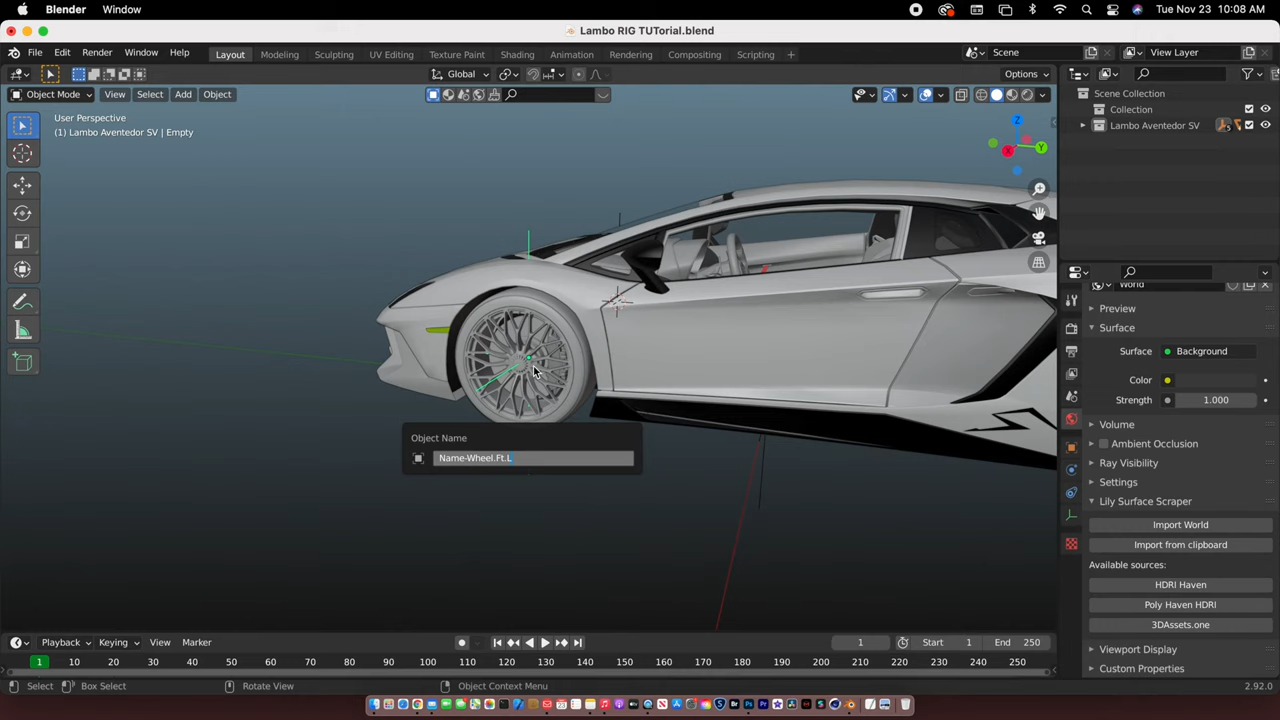 Blender Window Tue Nov 23 10:08 AM
Lambo RIG TUTorial.blend
File Edit Render Window Help Layout Modeling Sculpting UV Editing Texture Paint Shading Animation Rendering Compositing Scripting + Scene View Layer
Global Options
Object Mode View Select Add Object
Scene Collection
User Perspective
Collection
(1) Lambo Aventedor SV | Empty
Lambo Aventedor SV 5
Z
Y
X
World
Preview
Surface
Surface Background
Color
Strength 1.000
Volume
Ambient Occlusion
Object Name
Name-Wheel.Ft.L
Ray Visibility
Settings
Lily Surface Scraper
Import World
Import from clipboard
Available sources:
HDRI Haven
Poly Haven HDRI
3DAssets.one
Playback Keying View Marker 1 Start 1 End 250
Viewport Display
1 10 20 30 40 50 60 70 80 90 100 110 120 130 140 150 160 170 180 190 200 210 220 230 240 250
Custom Properties
Select Box Select Rotate View Object Context Menu 2.92.0